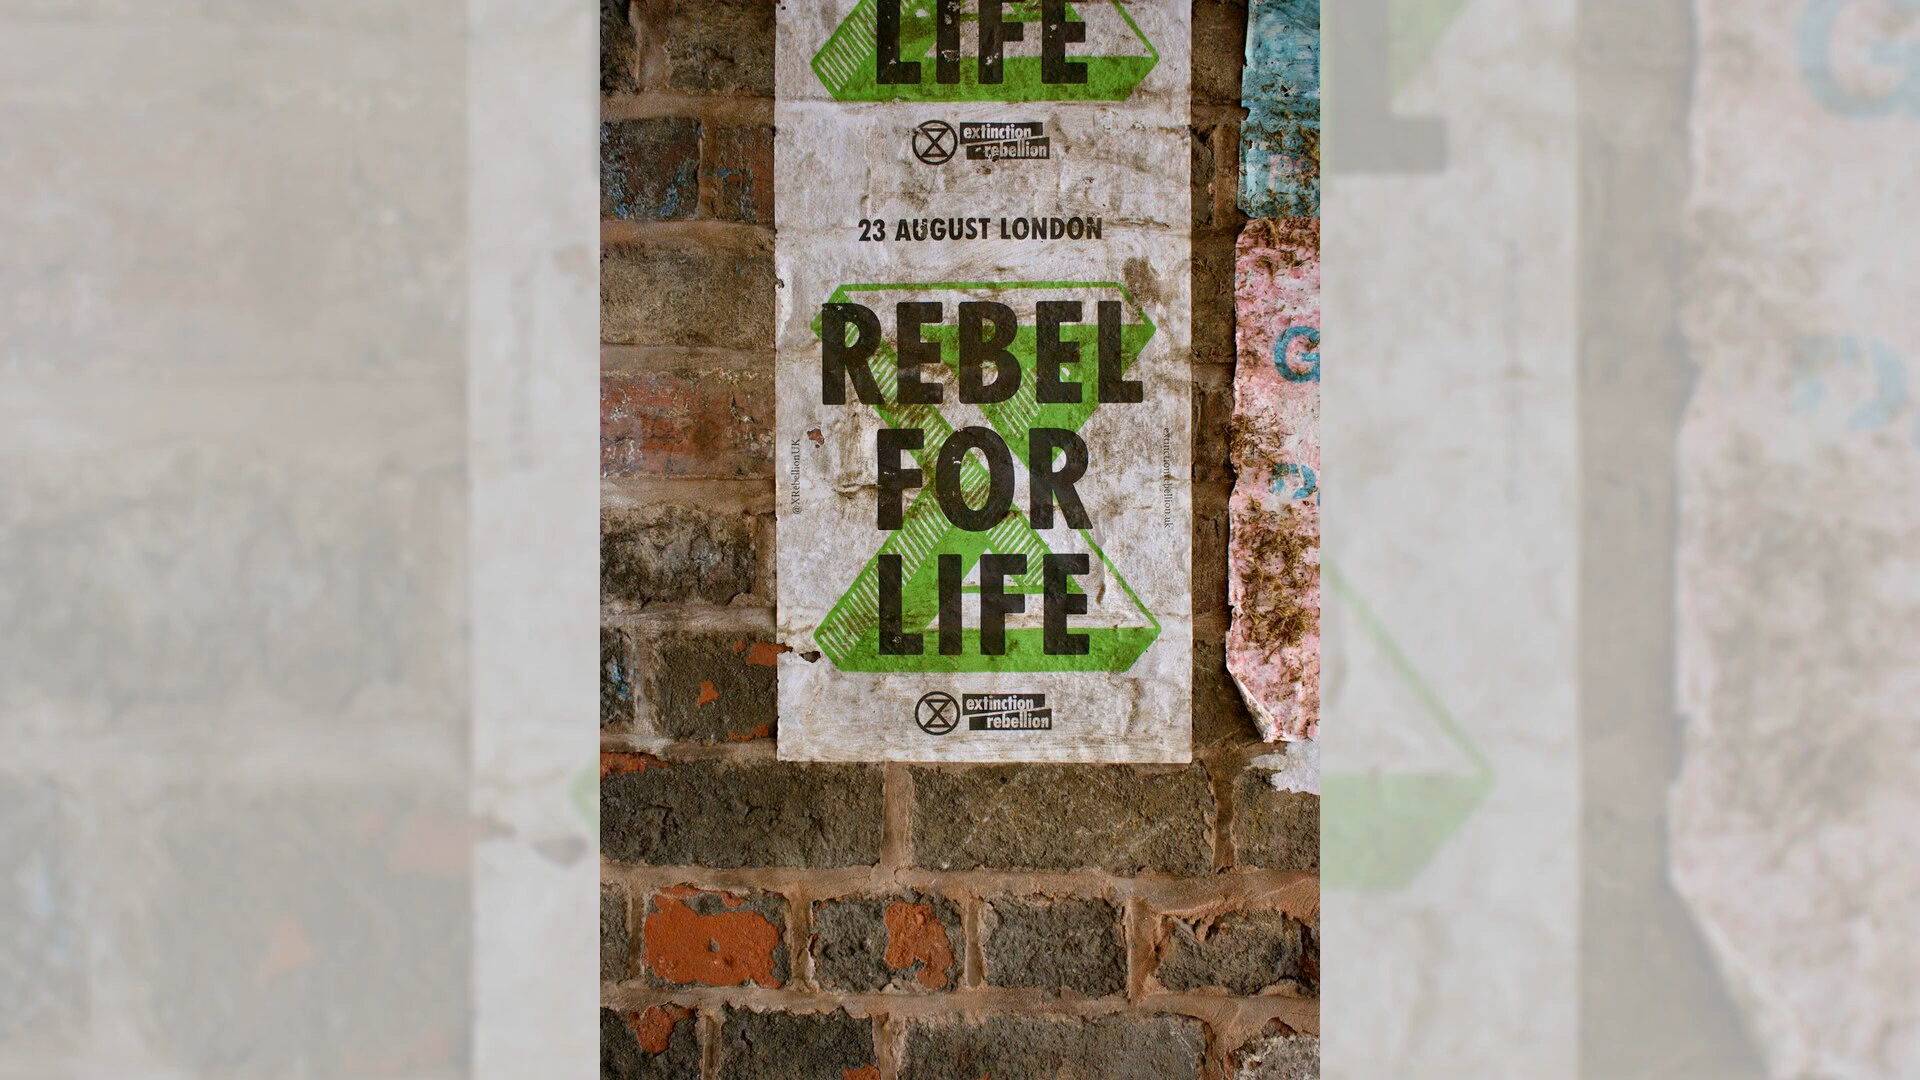 LIFE
extinction
rebellion
23 AUGUST LONDON
REBEL
FOR
LIFE
@XRebellionUK
extinctionrebellion.uk
extinction
rebellion
G